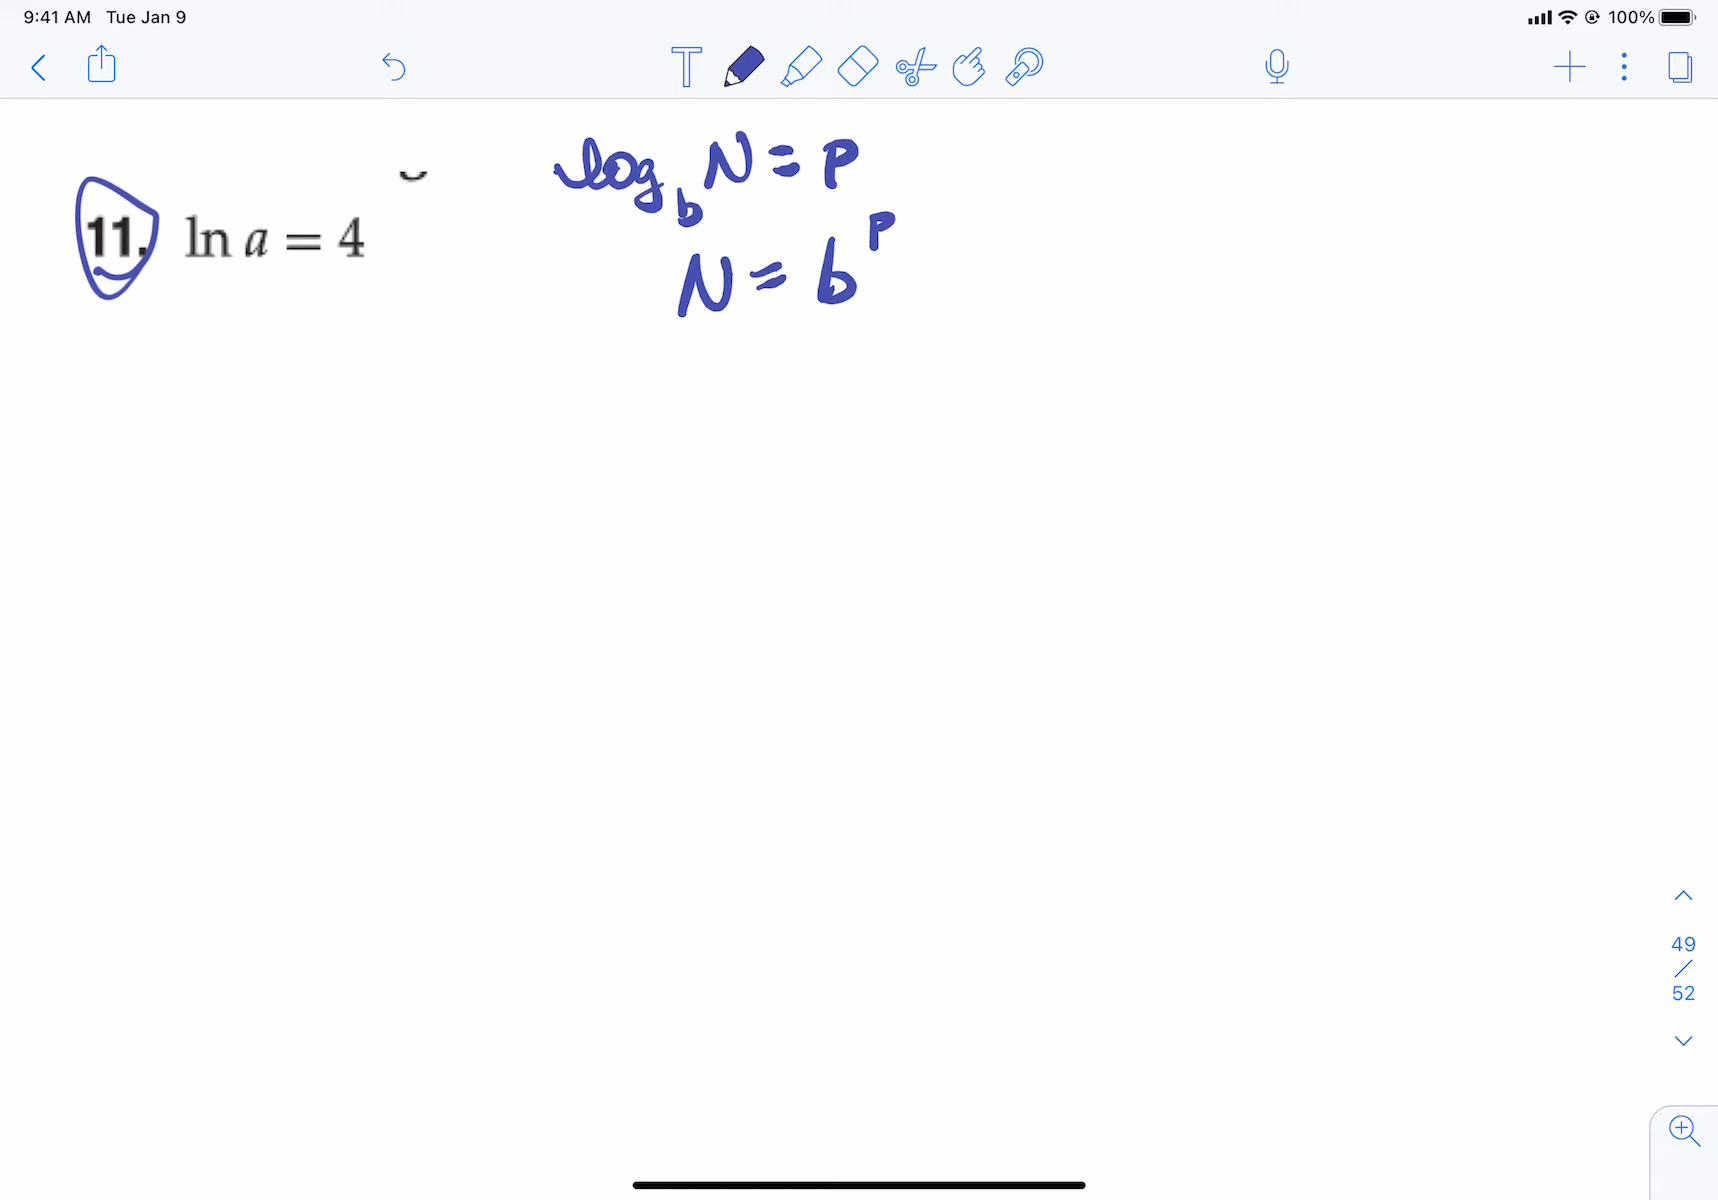 9:41 AM Tue Jan 9
100%
T
log_b N = P
11. ln a = 4
N = b^P
49
/
52